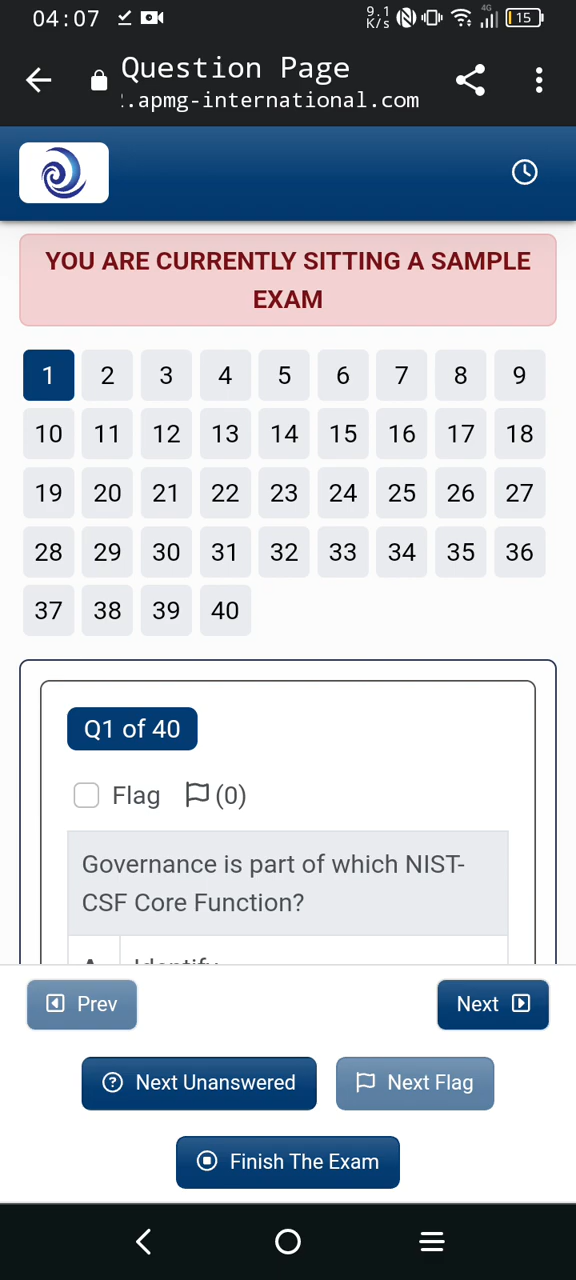 04:07
9.1
K/s
4G
15
Question Page
.apmg-international.com
YOU ARE CURRENTLY SITTING A SAMPLE
EXAM
1 2 3 4 5 6 7 8 9
10 11 12 13 14 15 16 17 18
19 20 21 22 23 24 25 26 27
28 29 30 31 32 33 34 35 36
37 38 39 40
Q1 of 40
Flag (0)
Governance is part of which NIST-
CSF Core Function?
A Identify
Prev
Next
Next Unanswered
Next Flag
Finish The Exam